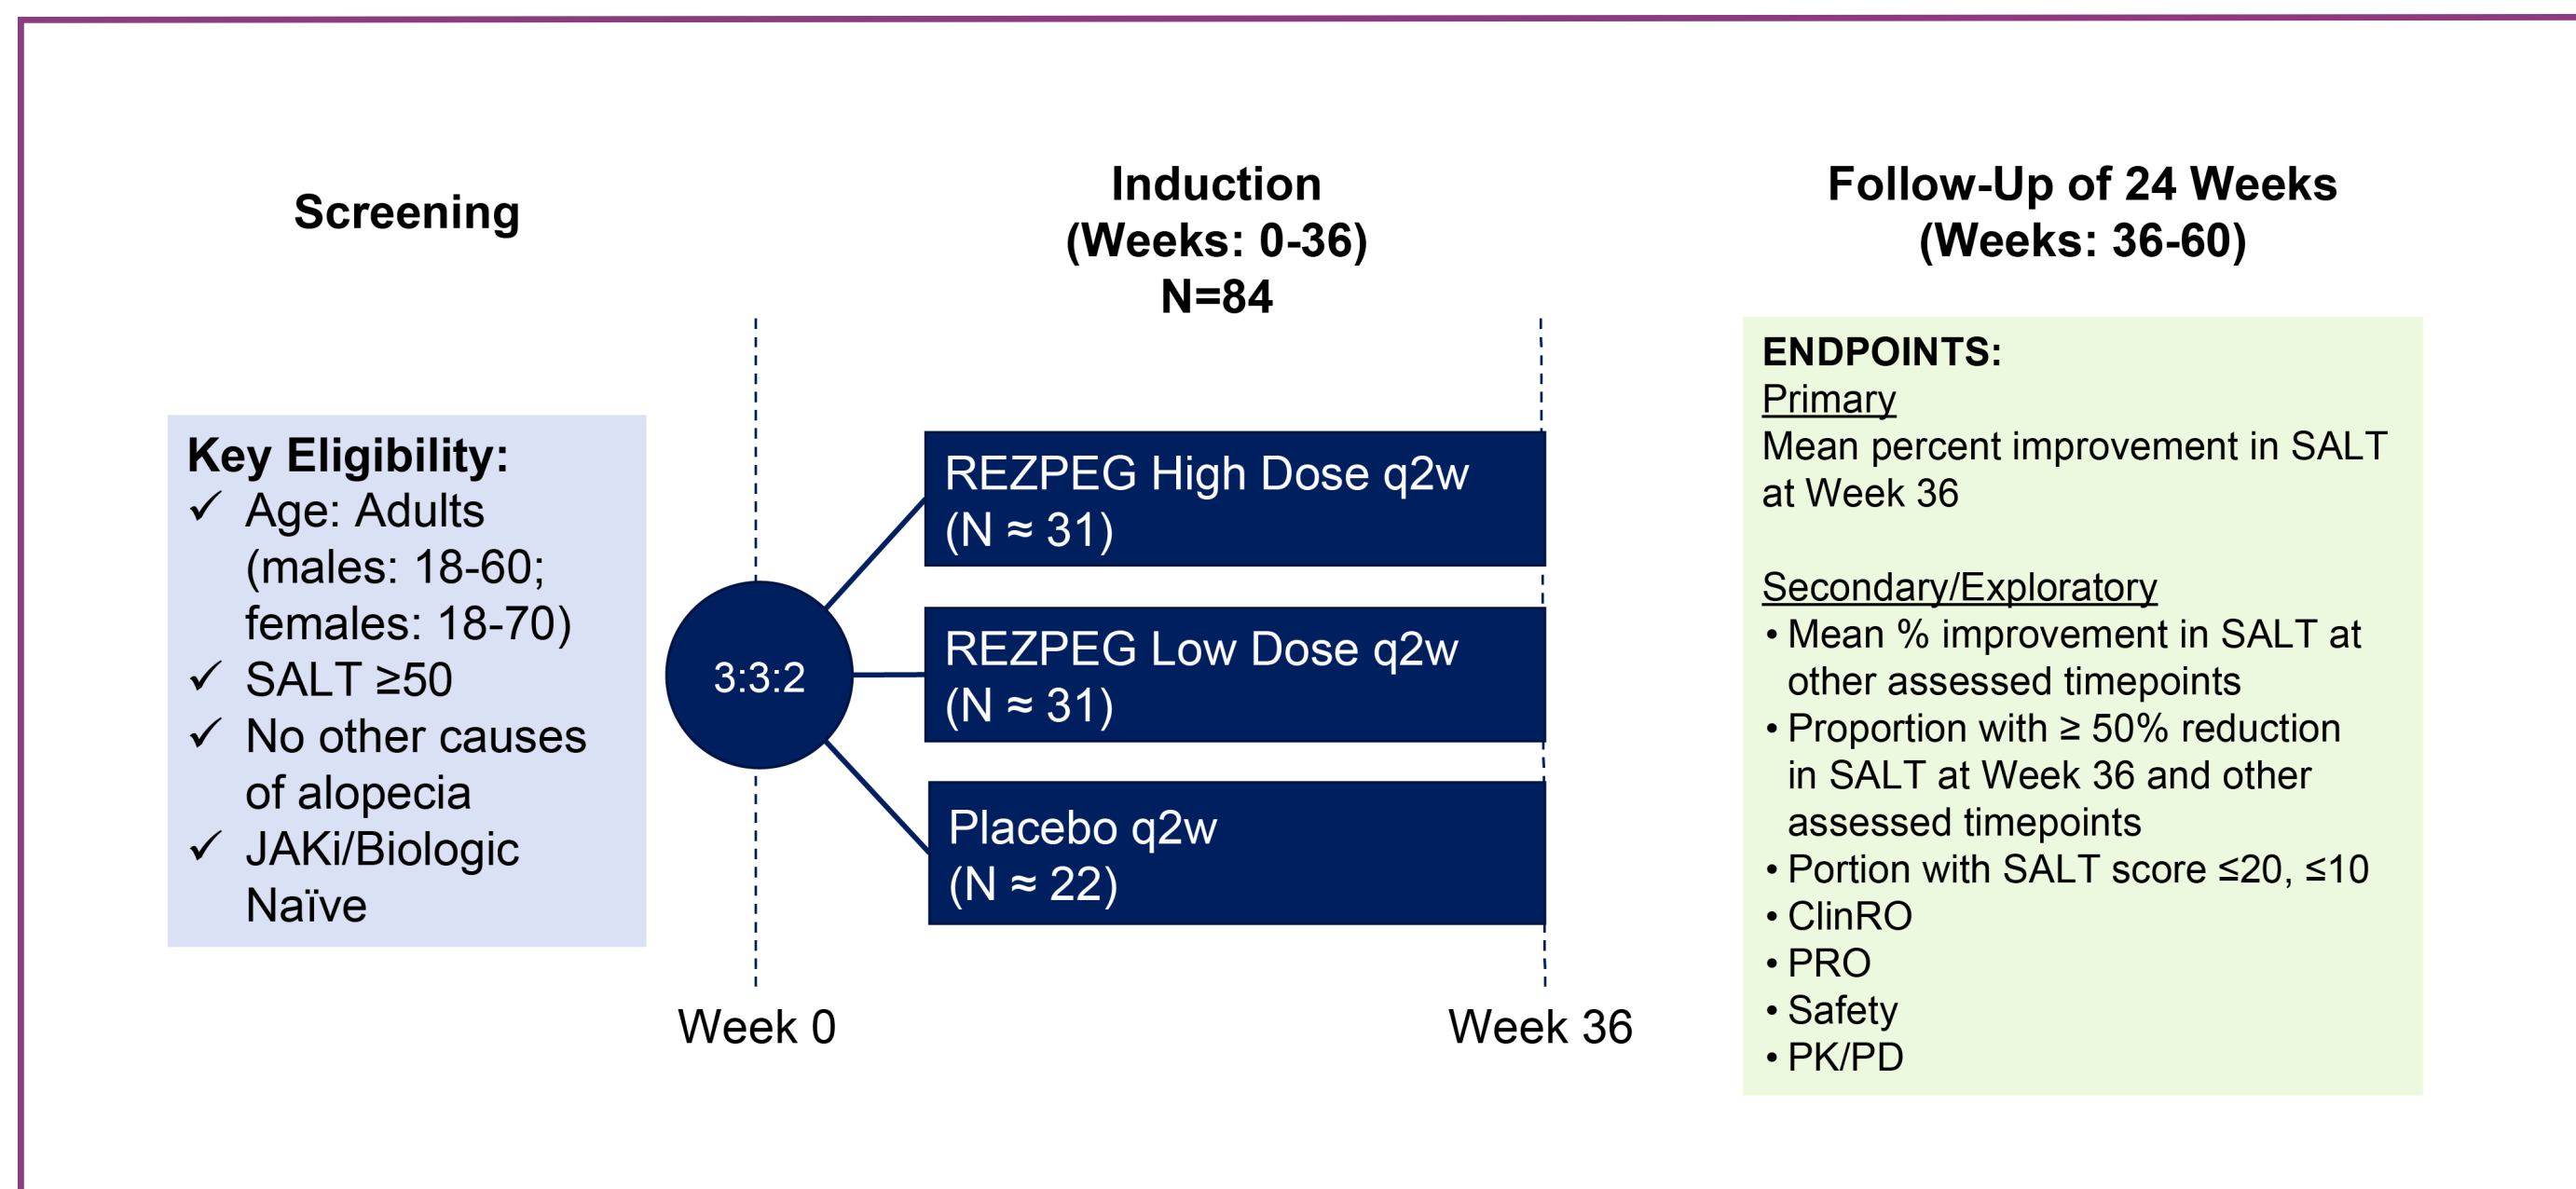 Screening
Key Eligibility:
✓ Age: Adults
(males: 18-60;
females: 18-70)
✓ SALT ≥50
✓ No other causes
of alopecia
✓ JAKi/Biologic
Naïve
Induction
(Weeks: 0-36)
N=84
3:3:2
REZPEG High Dose q2w
(N ≈ 31)
REZPEG Low Dose q2w
(N ≈ 31)
Placebo q2w
(N ≈ 22)
Week 0
Week 36
Follow-Up of 24 Weeks
(Weeks: 36-60)
ENDPOINTS:
Primary
Mean percent improvement in SALT
at Week 36
Secondary/Exploratory
• Mean % improvement in SALT at
other assessed timepoints
• Proportion with ≥ 50% reduction
in SALT at Week 36 and other
assessed timepoints
• Portion with SALT score ≤20, ≤10
• ClinRO
• PRO
• Safety
• PK/PD